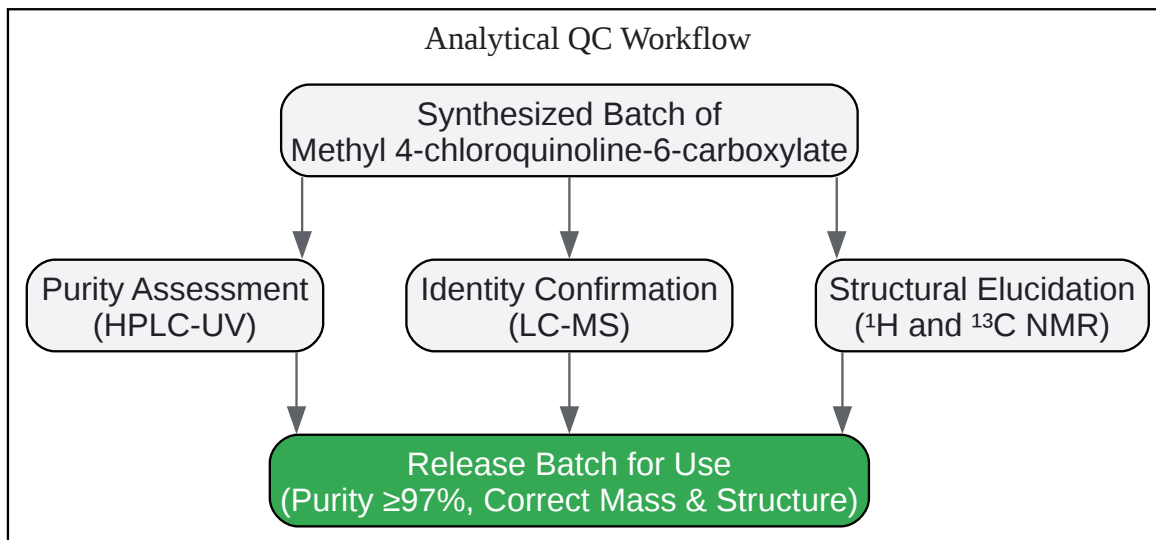 Analytical QC Workflow
Synthesized Batch of
Methyl 4-chloroquinoline-6-carboxylate
Purity Assessment
(HPLC-UV)
Identity Confirmation
(LC-MS)
Structural Elucidation
(¹H and ¹³C NMR)
Release Batch for Use
(Purity ≥97%, Correct Mass & Structure)